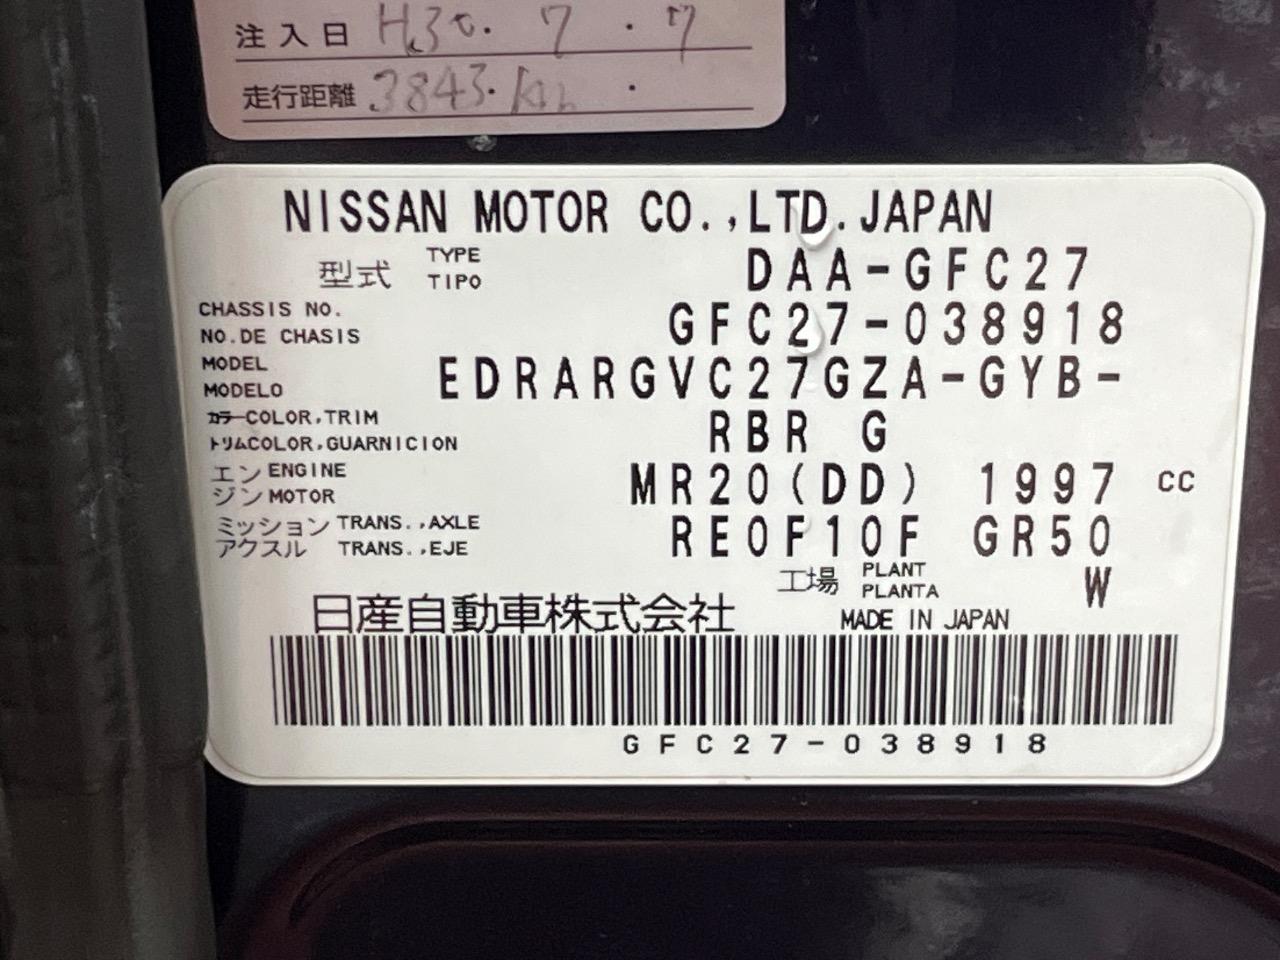 注入日 H30. 7 . 7
走行距離 3843. Km .
NISSAN MOTOR CO.,LTD.JAPAN
型式 TYPE TIPO DAA-GFC27
CHASSIS NO. NO.DE CHASIS GFC27-038918
MODEL MODELO EDRARGVC27GZA-GYB-
カラー COLOR,TRIM トリム COLOR,GUARNICION RBR G
エンジン ENGINE MOTOR MR20(DD) 1997 CC
ミッション アクスル TRANS.,AXLE TRANS.,EJE RE0F10F GR50
工場 PLANT PLANTA W
日産自動車株式会社 MADE IN JAPAN
GFC27-038918